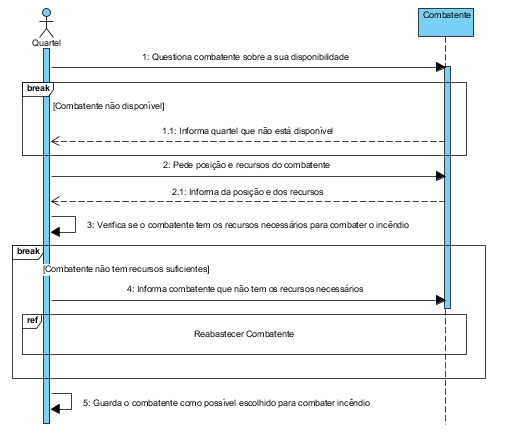 Combatente
Quartel
1: Questiona combatente sobre a sua disponibilidade
break
[Combatente não disponível]
1.1: Informa quartel que não está disponível
2: Pede posição e recursos do combatente
2.1: Informa da posição e dos recursos
3: Verifica se o combatente tem os recursos necessários para combater o incêndio
break
[Combatente não tem recursos suficientes]
4: Informa combatente que não tem os recursos necessários
ref
Reabastecer Combatente
5: Guarda o combatente como possível escolhido para combater incêndio